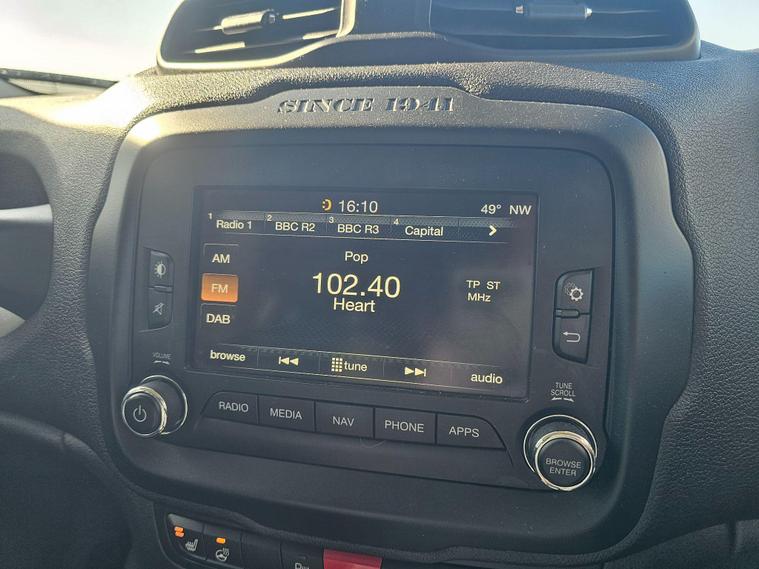 SINCE 1941
16:10
49° NW
1 Radio 1 2 BBC R2 3 BBC R3 4 Capital
AM
Pop
FM
102.40
TP ST
MHz
Heart
DAB
browse tune audio
VOLUME
TUNE
SCROLL
RADIO MEDIA NAV PHONE APPS
BROWSE
ENTER